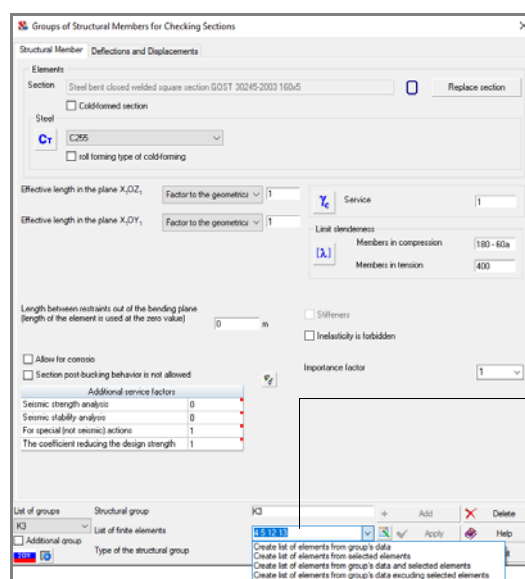 Groups of Structural Members for Checking Sections
Structural Member Deflections and Displacements
Elements
Section Steel bent closed welded square section GOST 30245-2003 160x5 Replace section
Cold-formed section
Steel
Cт C255
roll forming type of cold-forming
Effective length in the plane X₁OZ₁ Factor to the geometrica 1
γc Service 1
Effective length in the plane X₁OY₁ Factor to the geometrica 1
Limit slenderness
[λ] Members in compression 180 - 60a
Members in tension 400
Length between restraints out of the bending plane
(length of the element is used at the zero value) 0 m
Stiffeners
Inelasticity is forbidden
Allow for corrosio
Importance factor 1
Section post-bucking behavior is not allowed
Additional service factors
Seismic strength analysis 0
Seismic stability analysis 0
For special (not seismic) actions 1
The coefficient reducing the design strength 1
List of groups Structural group K3 + Add Delete
K3 List of finite elements 4 5 12 13 Apply Help
Additional group
Type of the structural group
Create list of elements from group's data
Create list of elements from selected elements
Create list of elements from group's data and selected elements
Create list of elements from group's data excuding selected elements